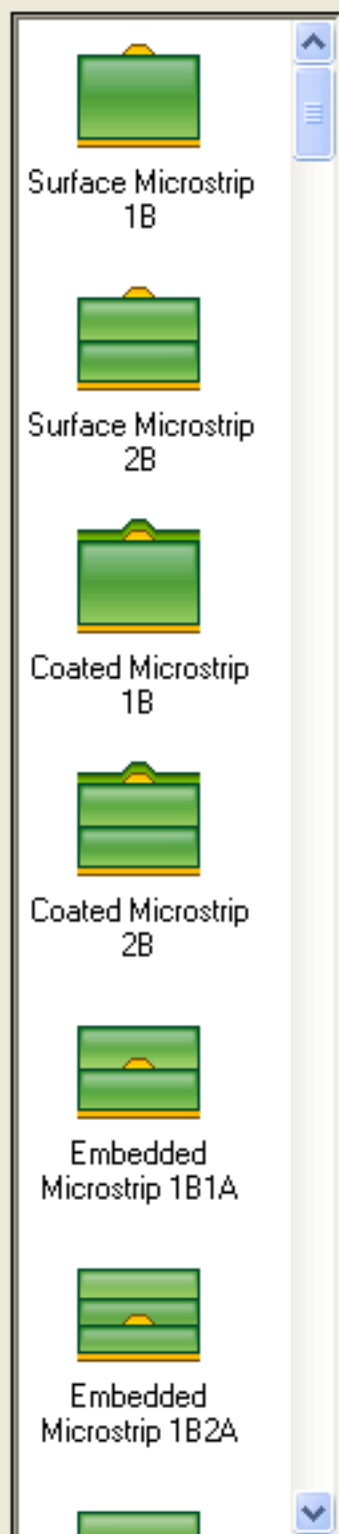 Surface Microstrip
1B
Surface Microstrip
2B
Coated Microstrip
1B
Coated Microstrip
2B
Embedded
Microstrip 1B1A
Embedded
Microstrip 1B2A